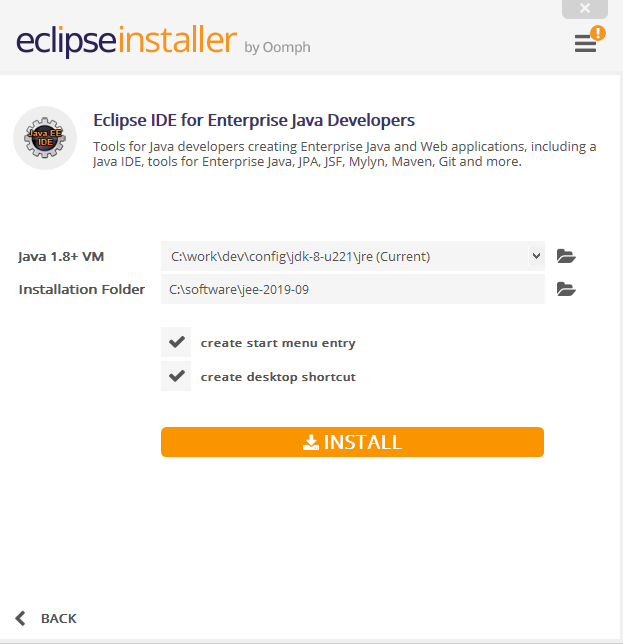 eclipseinstaller by Oomph
!
Java EE
IDE
Eclipse IDE for Enterprise Java Developers
Tools for Java developers creating Enterprise Java and Web applications, including a
Java IDE, tools for Enterprise Java, JPA, JSF, Mylyn, Maven, Git and more.
Java 1.8+ VM
C:\work\dev\config\jdk-8-u221\jre (Current)
Installation Folder
C:\software\jee-2019-09
create start menu entry
create desktop shortcut
INSTALL
BACK